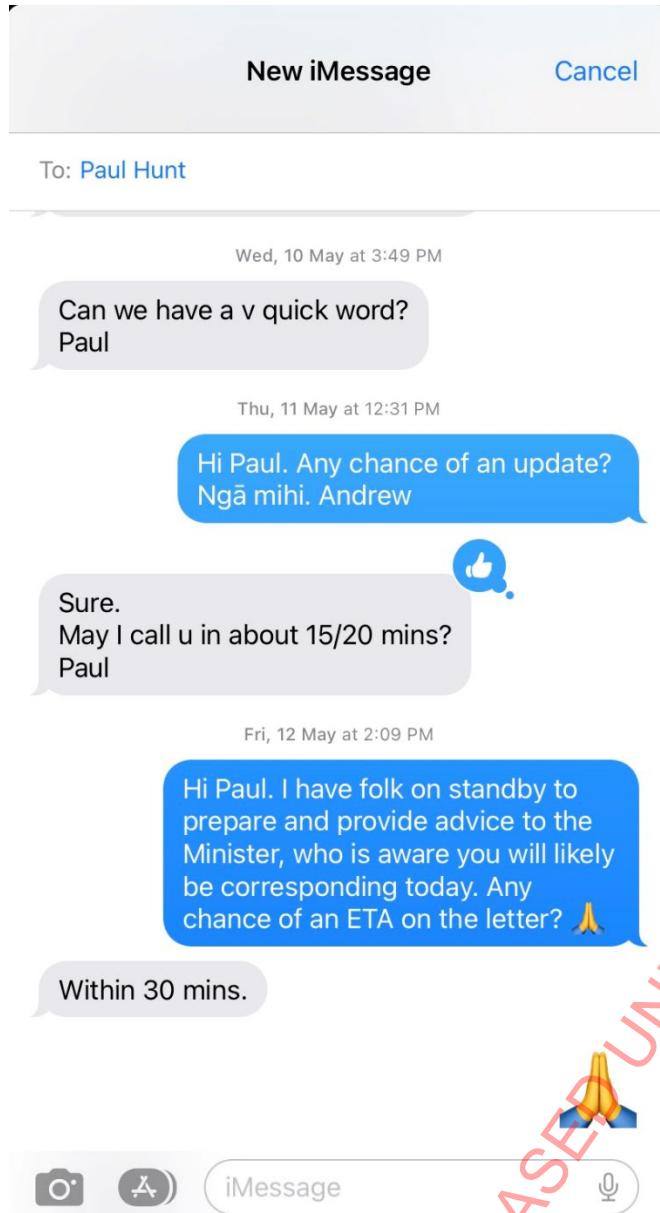 New iMessage
Cancel
To: Paul Hunt
Wed, 10 May at 3:49 PM
Can we have a v quick word?
Paul
Thu, 11 May at 12:31 PM
Hi Paul. Any chance of an update?
Ngā mihi. Andrew
Sure.
May I call u in about 15/20 mins?
Paul
Fri, 12 May at 2:09 PM
Hi Paul. I have folk on standby to
prepare and provide advice to the
Minister, who is aware you will likely
be corresponding today. Any
chance of an ETA on the letter? 🙏
Within 30 mins.
🙏
iMessage